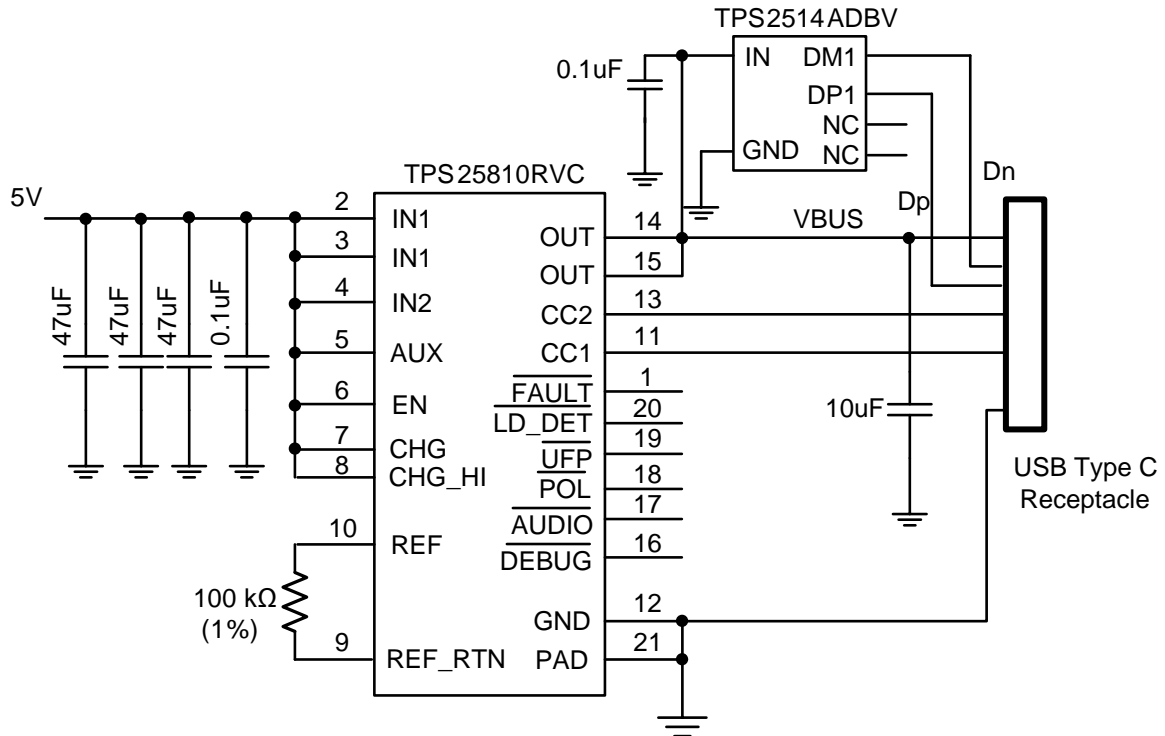 TPS2514ADBV
0.1uF
IN
DM1
DP1
NC
GND
NC
Dn
Dp
TPS25810RVC
5V
2
IN1
3
IN1
4
IN2
5
AUX
6
EN
7
CHG
8
CHG_HI
10
REF
9
REF_RTN
47uF
47uF
47uF
0.1uF
100 kΩ
(1%)
OUT
14
VBUS
OUT
15
CC2
13
CC1
11
FAULT
1
LD_DET
20
UFP
19
POL
18
AUDIO
17
DEBUG
16
GND
12
PAD
21
10uF
USB Type C
Receptacle